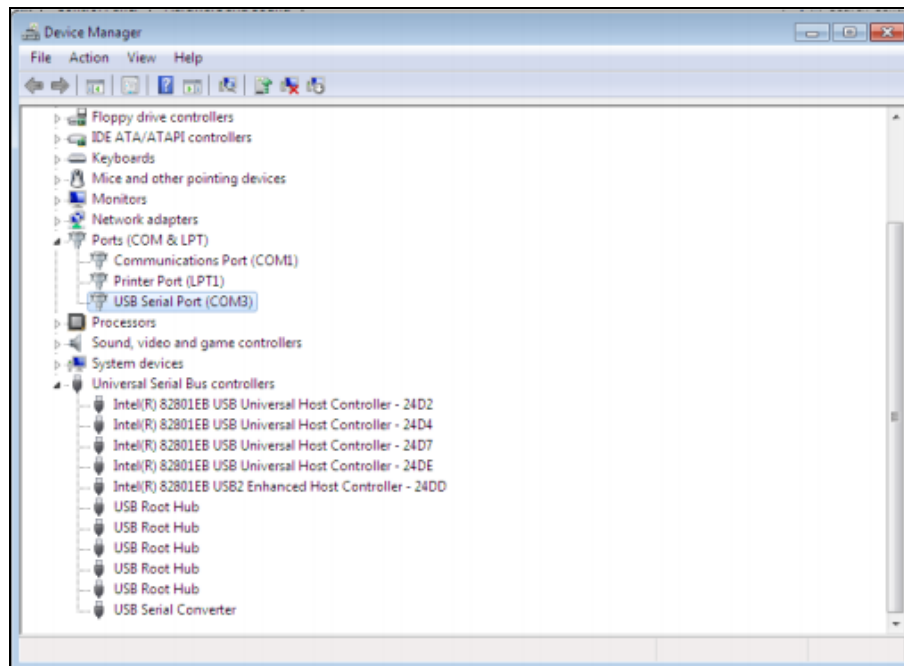 Device Manager
File Action View Help
Floppy drive controllers
IDE ATA/ATAPI controllers
Keyboards
Mice and other pointing devices
Monitors
Network adapters
Ports (COM & LPT)
Communications Port (COM1)
Printer Port (LPT1)
USB Serial Port (COM3)
Processors
Sound, video and game controllers
System devices
Universal Serial Bus controllers
Intel(R) 82801EB USB Universal Host Controller - 24D2
Intel(R) 82801EB USB Universal Host Controller - 24D4
Intel(R) 82801EB USB Universal Host Controller - 24D7
Intel(R) 82801EB USB Universal Host Controller - 24DE
Intel(R) 82801EB USB2 Enhanced Host Controller - 24DD
USB Root Hub
USB Root Hub
USB Root Hub
USB Root Hub
USB Root Hub
USB Serial Converter